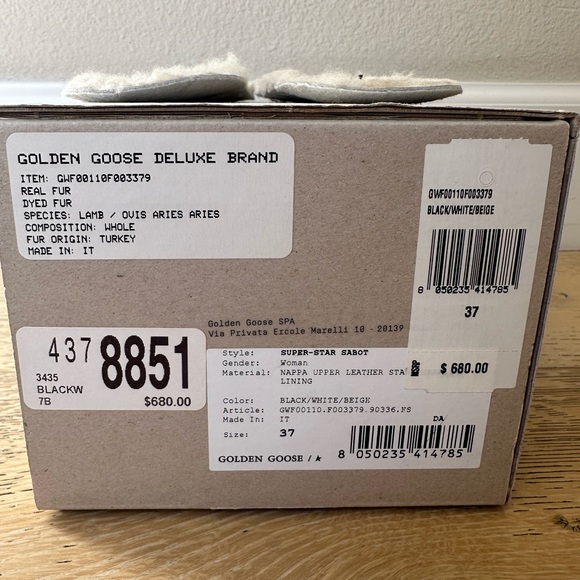 GOLDEN GOOSE DELUXE BRAND
ITEM: GWF00110F003379
REAL FUR
DYED FUR
SPECIES: LAMB / OVIS ARIES ARIES
COMPOSITION: WHOLE
FUR ORIGIN: TURKEY
MADE IN: IT
GWF00110F003379
BLACK/WHITE/BEIGE
8 050235 414785
37
MSRP $ 680.00
437 8851
3435
BLACKW
7B $680.00
Golden Goose SPA
Via Privata Ercole Marelli 10 - 20139
Style: SUPER-STAR SABOT
Gender: Woman
Material: NAPPA UPPER LEATHER STA
LINING
Color: BLACK/WHITE/BEIGE
Article: GWF00110.F003379.90336.FS
Made In: IT DA
Size: 37
GOLDEN GOOSE / ★ 8 050235 414785